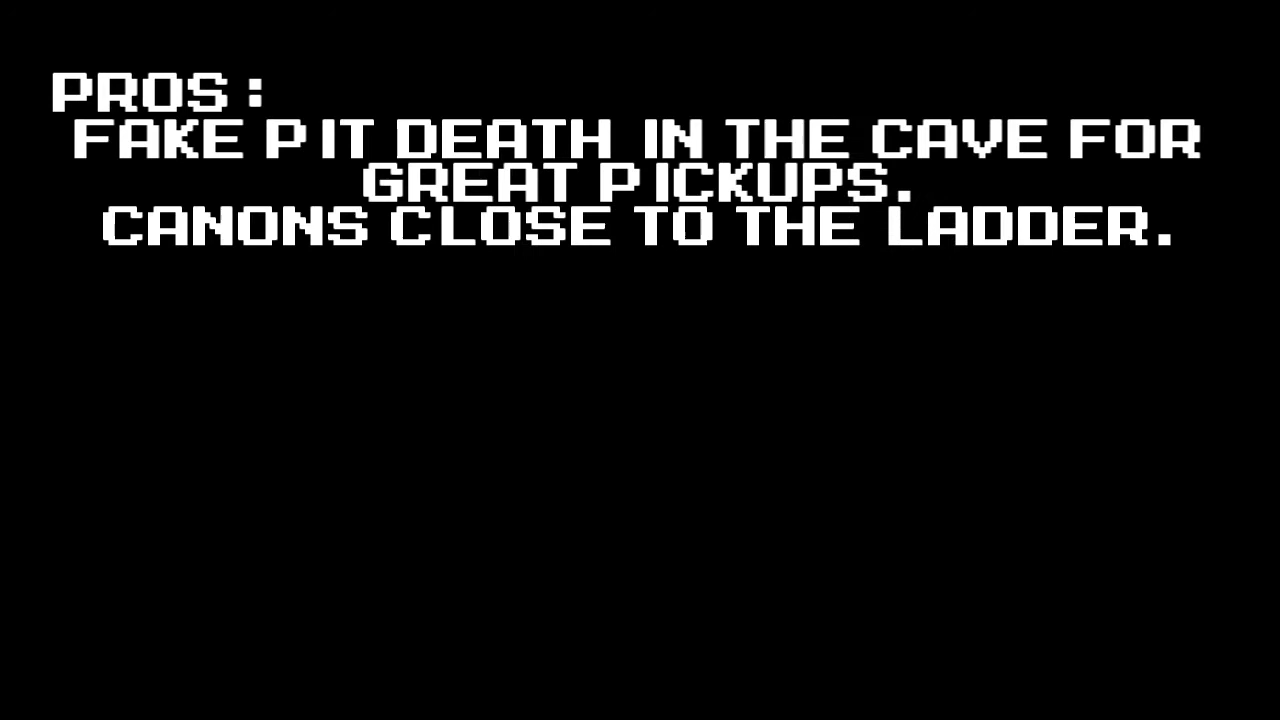 PROS:
FAKE PIT DEATH IN THE CAVE FOR
GREAT PICKUPS.
CANONS CLOSE TO THE LADDER.